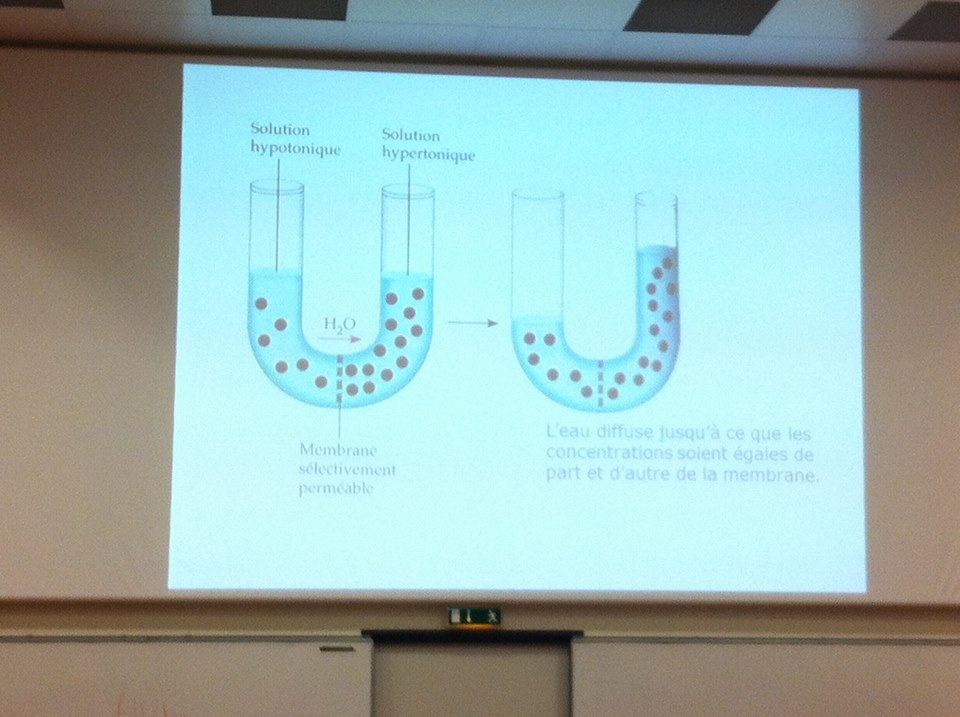 Solution
hypotonique
Solution
hypertonique
H₂O
Membrane
sélectivement
perméable
L'eau diffuse jusqu'à ce que les
concentrations soient égales de
part et d'autre de la membrane.